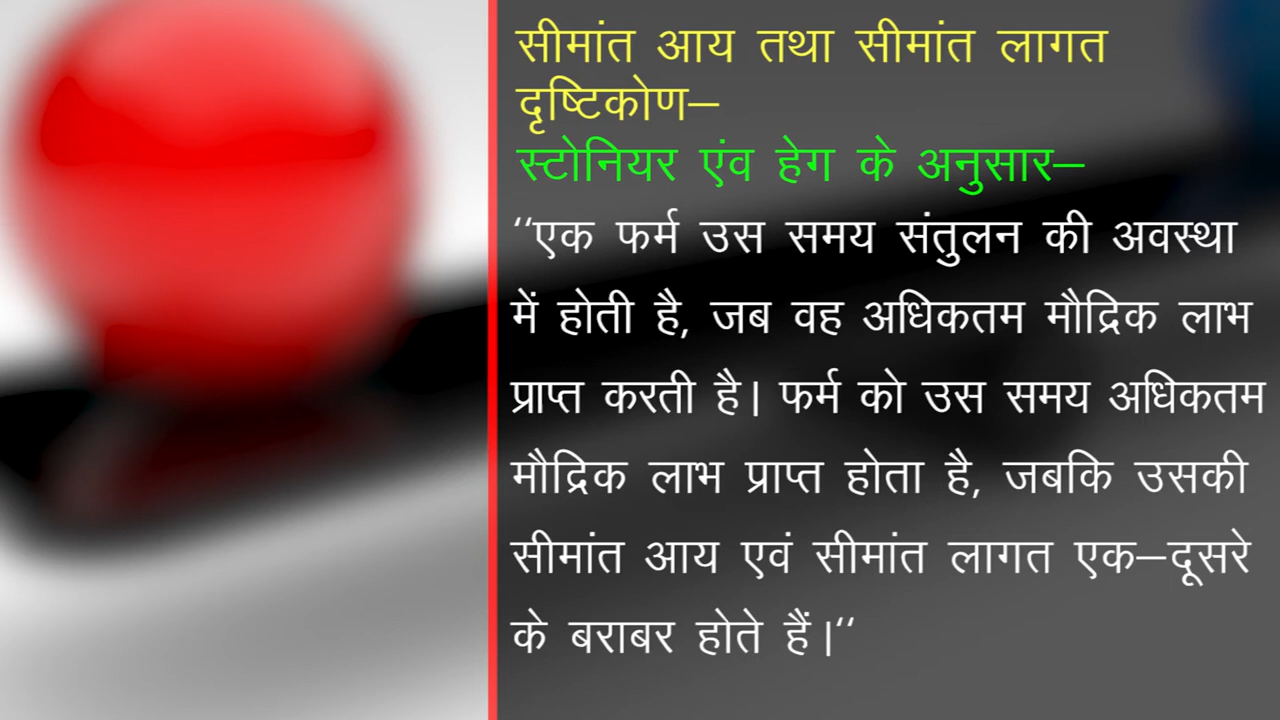 सीमांत आय तथा सीमांत लागत
दृष्टिकोण–
स्टोनियर एंव हेग के अनुसार–
‘‘एक फर्म उस समय संतुलन की अवस्था
में होती है, जब वह अधिकतम मौद्रिक लाभ
प्राप्त करती है। फर्म को उस समय अधिकतम
मौद्रिक लाभ प्राप्त होता है, जबकि उसकी
सीमांत आय एवं सीमांत लागत एक–दूसरे
के बराबर होते हैं।‘‘